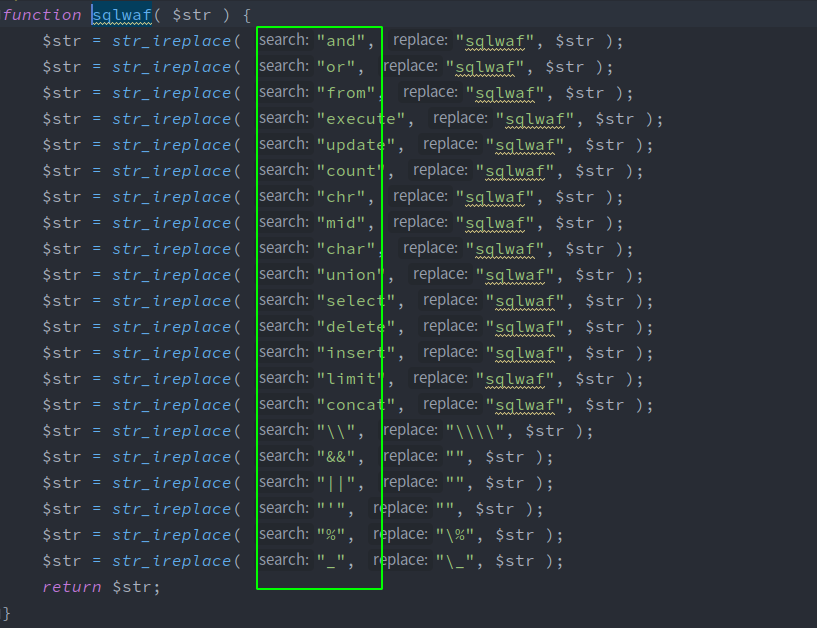 function sqlwaf( $str ) {
$str = str_ireplace( search: "and", replace: "sqlwaf", $str );
$str = str_ireplace( search: "or", replace: "sqlwaf", $str );
$str = str_ireplace( search: "from", replace: "sqlwaf", $str );
$str = str_ireplace( search: "execute", replace: "sqlwaf", $str );
$str = str_ireplace( search: "update", replace: "sqlwaf", $str );
$str = str_ireplace( search: "count", replace: "sqlwaf", $str );
$str = str_ireplace( search: "chr", replace: "sqlwaf", $str );
$str = str_ireplace( search: "mid", replace: "sqlwaf", $str );
$str = str_ireplace( search: "char", replace: "sqlwaf", $str );
$str = str_ireplace( search: "union", replace: "sqlwaf", $str );
$str = str_ireplace( search: "select", replace: "sqlwaf", $str );
$str = str_ireplace( search: "delete", replace: "sqlwaf", $str );
$str = str_ireplace( search: "insert", replace: "sqlwaf", $str );
$str = str_ireplace( search: "limit", replace: "sqlwaf", $str );
$str = str_ireplace( search: "concat", replace: "sqlwaf", $str );
$str = str_ireplace( search: "\\", replace: "\\\\", $str );
$str = str_ireplace( search: "&&", replace: "", $str );
$str = str_ireplace( search: "||", replace: "", $str );
$str = str_ireplace( search: "'", replace: "", $str );
$str = str_ireplace( search: "%", replace: "\%", $str );
$str = str_ireplace( search: "_", replace: "\_", $str );
return $str;
}